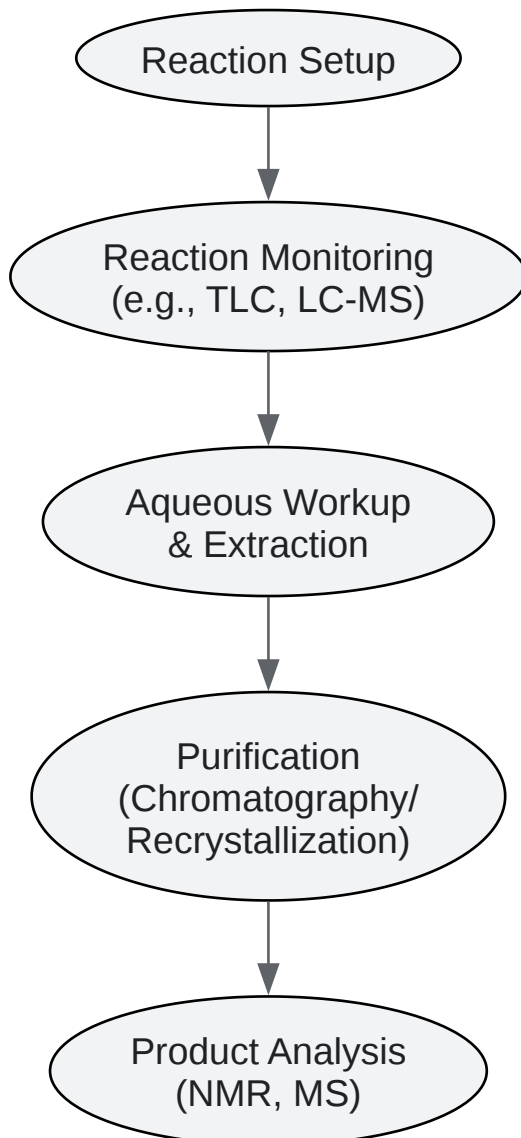 Reaction Setup
Reaction Monitoring
(e.g., TLC, LC-MS)
Aqueous Workup
& Extraction
Purification
(Chromatography/
Recrystallization)
Product Analysis
(NMR, MS)